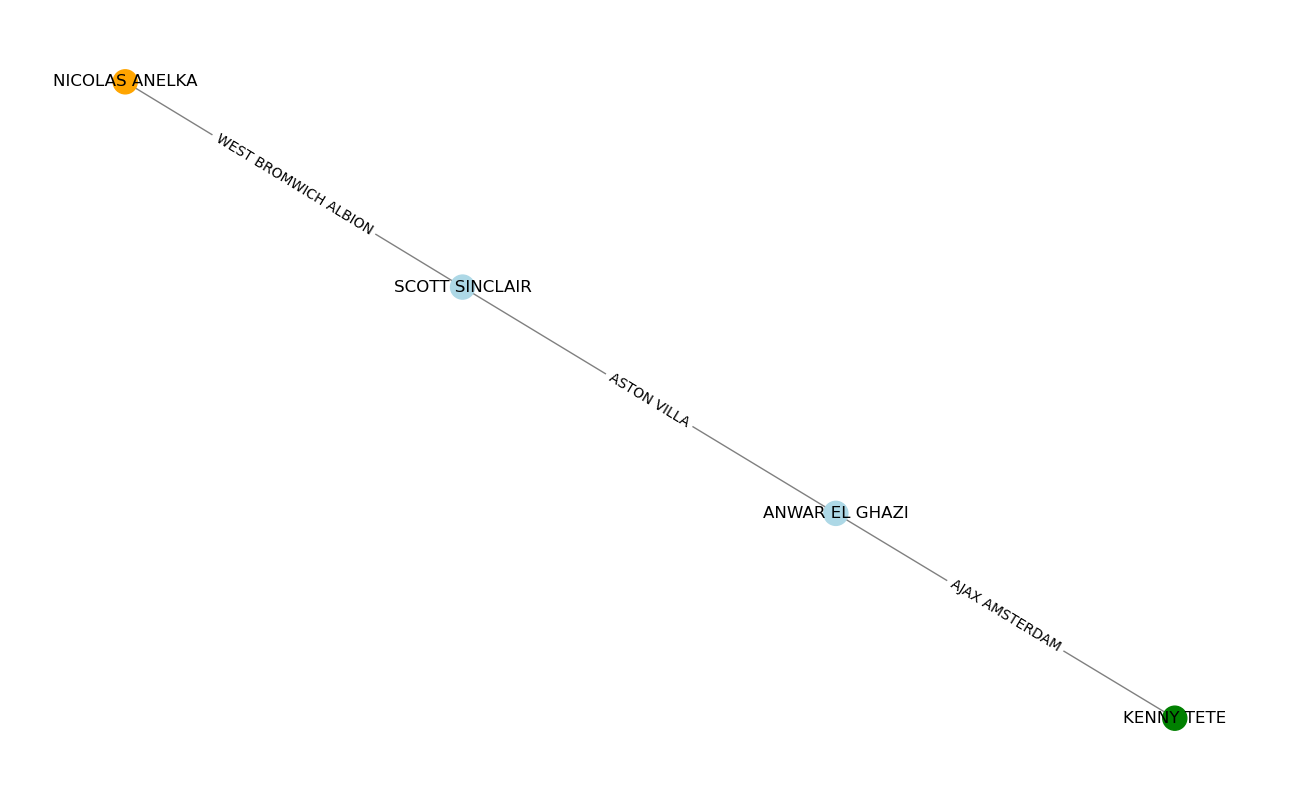 NICOLAS ANELKA
WEST BROMWICH ALBION
SCOTT SINCLAIR
ASTON VILLA
ANWAR EL GHAZI
AJAX AMSTERDAM
KENNY TETE